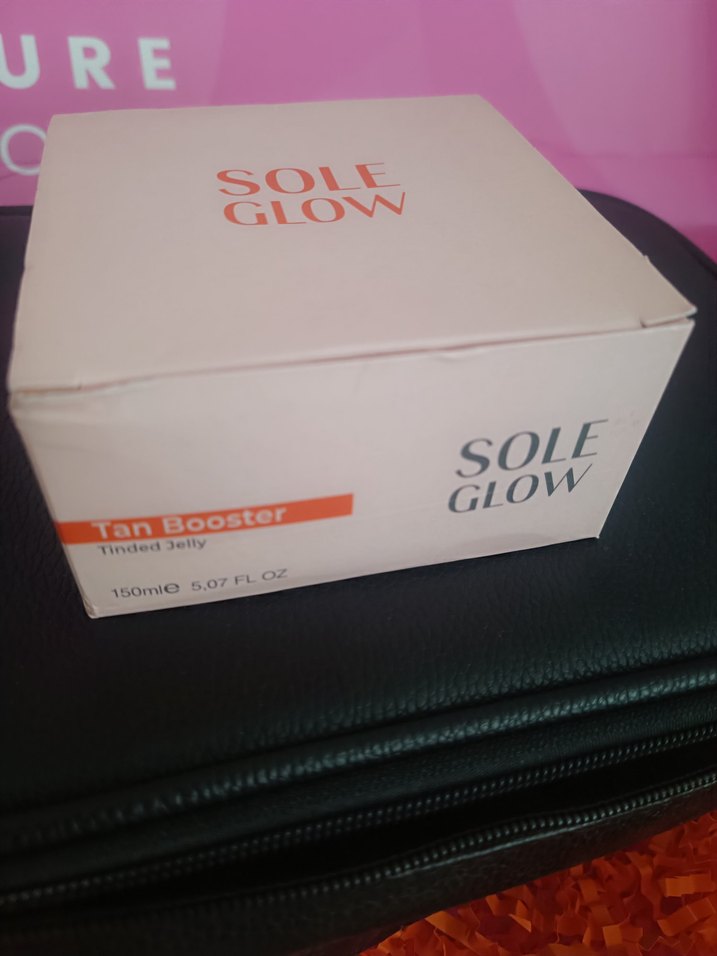 URE
SOLE
GLOW
SOLE
GLOW
Tan Booster
Tinded Jelly
150ml℮ 5,07 FL OZ